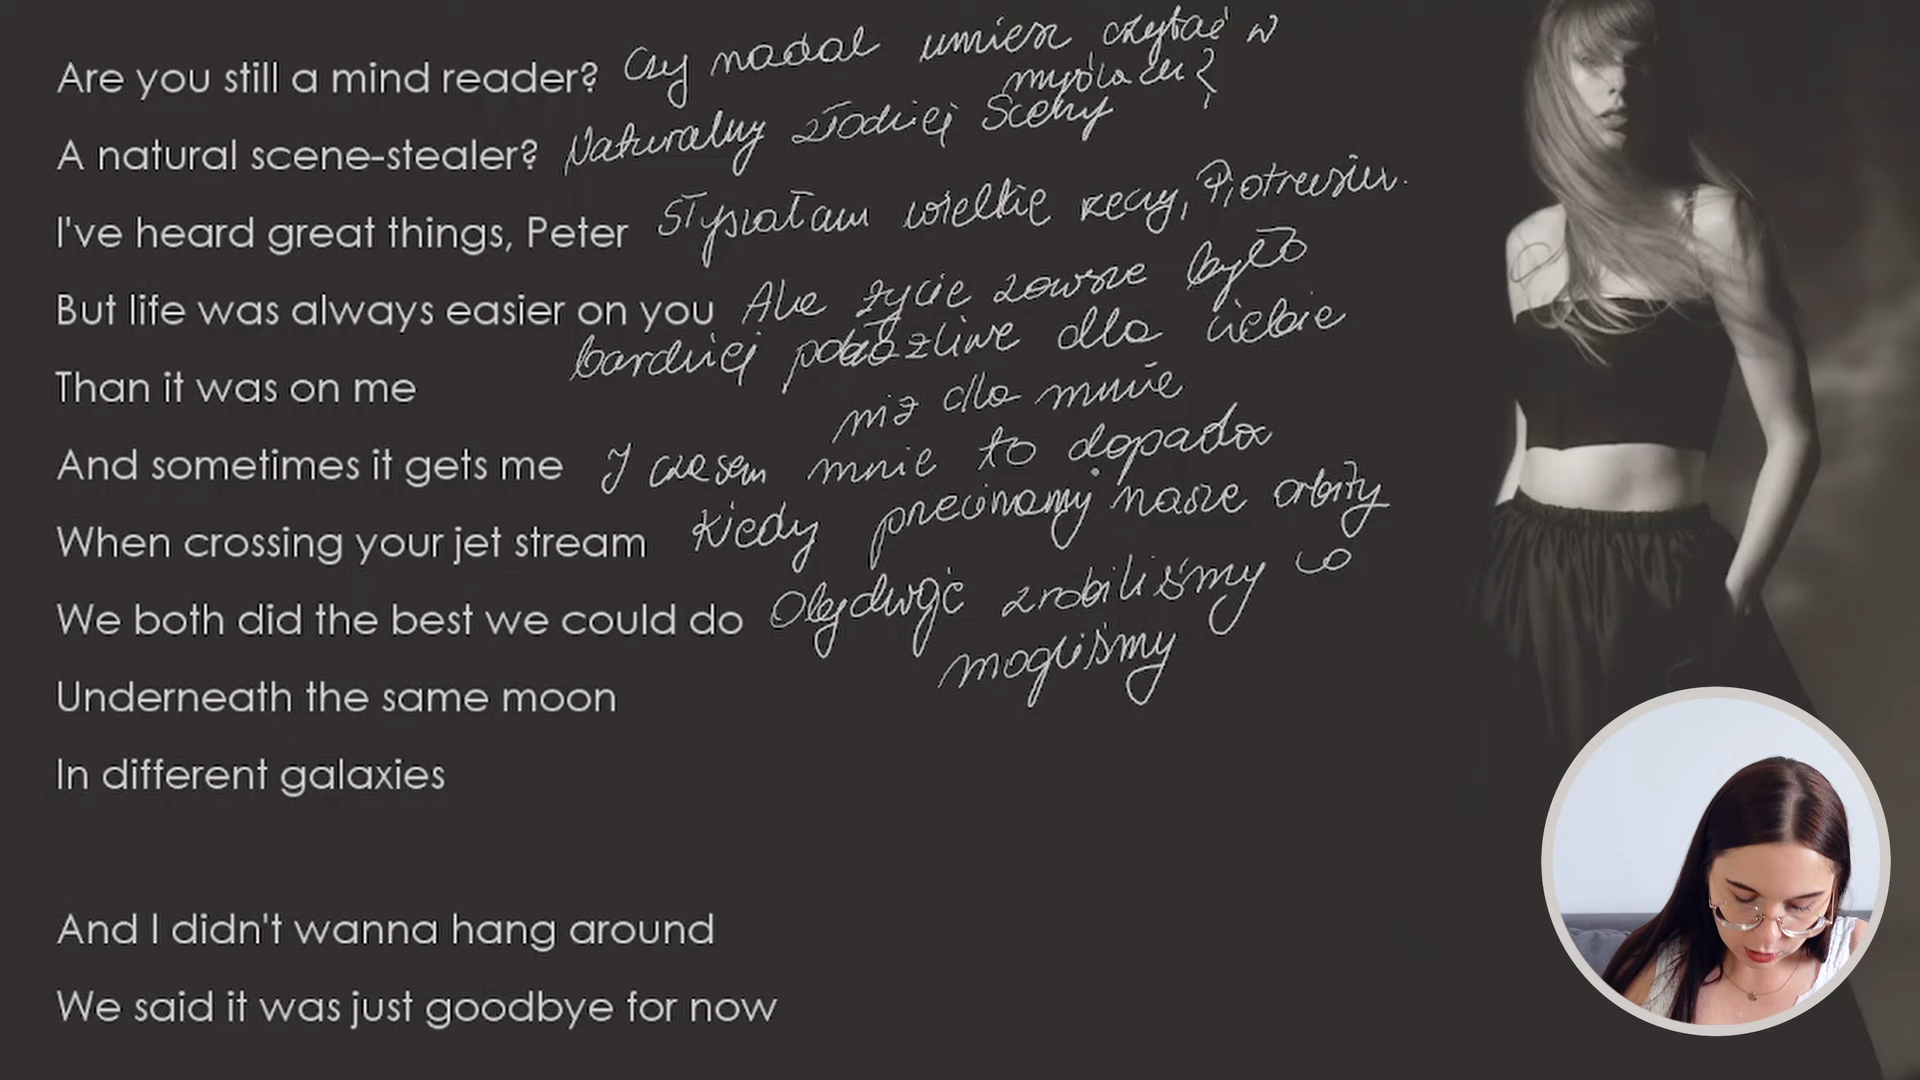 Are you still a mind reader? Czy nadal umiesz czytać w
myślach?
A natural scene-stealer? Naturalny złodziej sceny
I've heard great things, Peter Słyszałam wielkie rzeczy, Piotrusiu.
But life was always easier on you Ale życie zawsze było
bardziej pobłażliwe dla ciebie
Than it was on me niż dla mnie
And sometimes it gets me I czasem mnie to dopada
When crossing your jet stream Kiedy przecinamy nasze orbity
We both did the best we could do Obydwoje zrobiliśmy co
mogliśmy
Underneath the same moon
In different galaxies
And I didn't wanna hang around
We said it was just goodbye for now